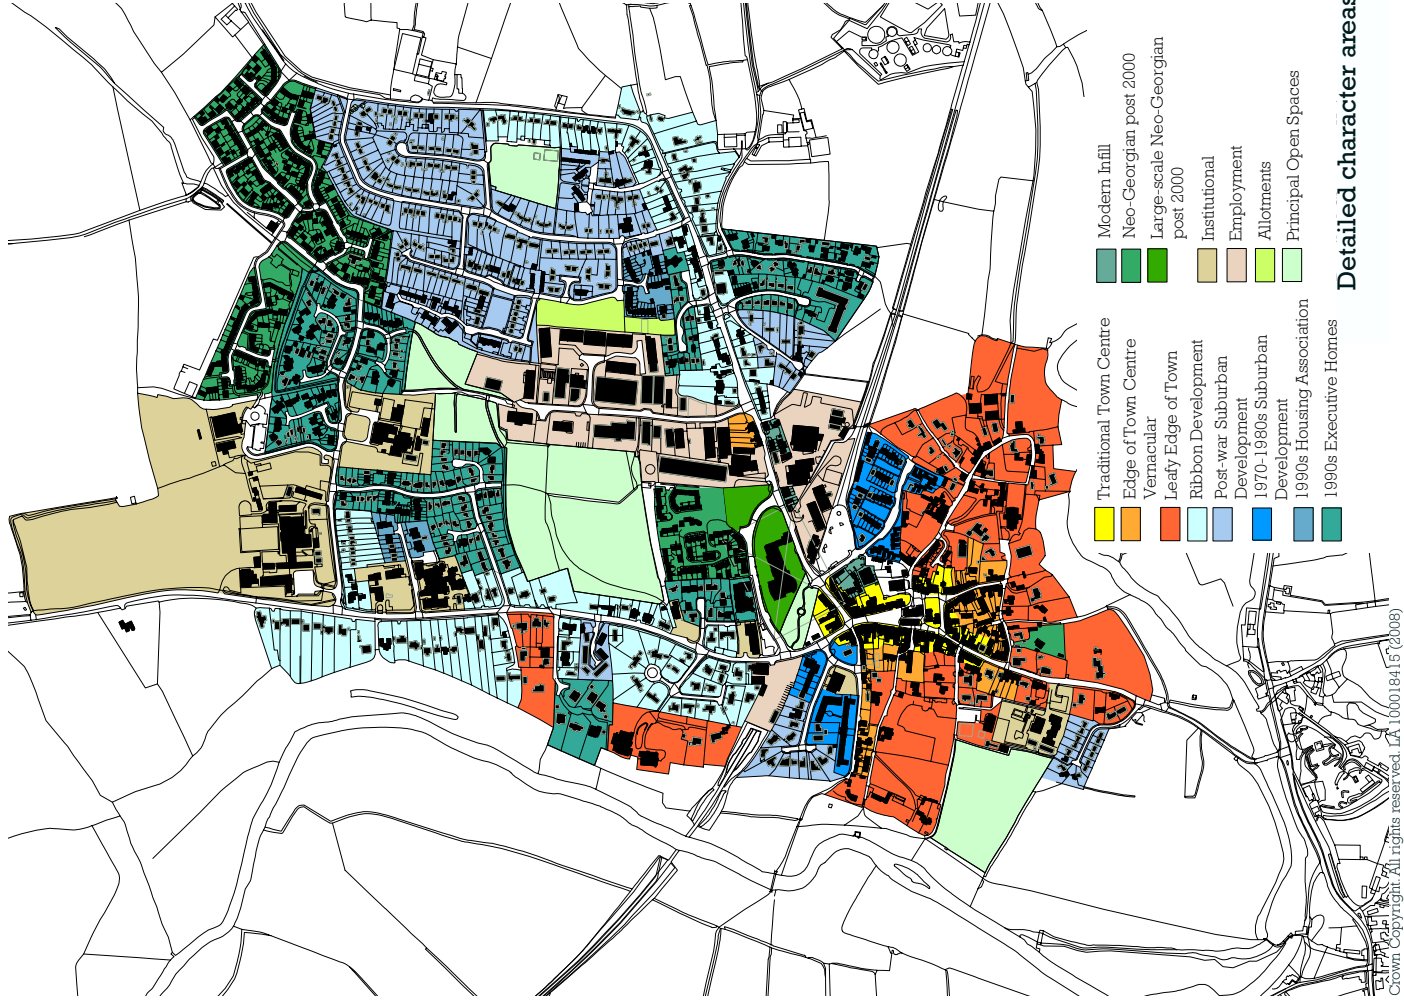 Traditional Town Centre
Edge of Town Centre
Vernacular
Leafy Edge of Town
Ribbon Development
Post-war Suburban
Development
1970-1980s Suburban
Development
1990s Housing Association
1990s Executive Homes
Modern Infill
Neo-Georgian post 2000
Large-scale Neo-Georgian
post 2000
Institutional
Employment
Allotments
Principal Open Spaces
Detailed character areas
Crown Copyright. All rights reserved. LA 100018415 (2008)